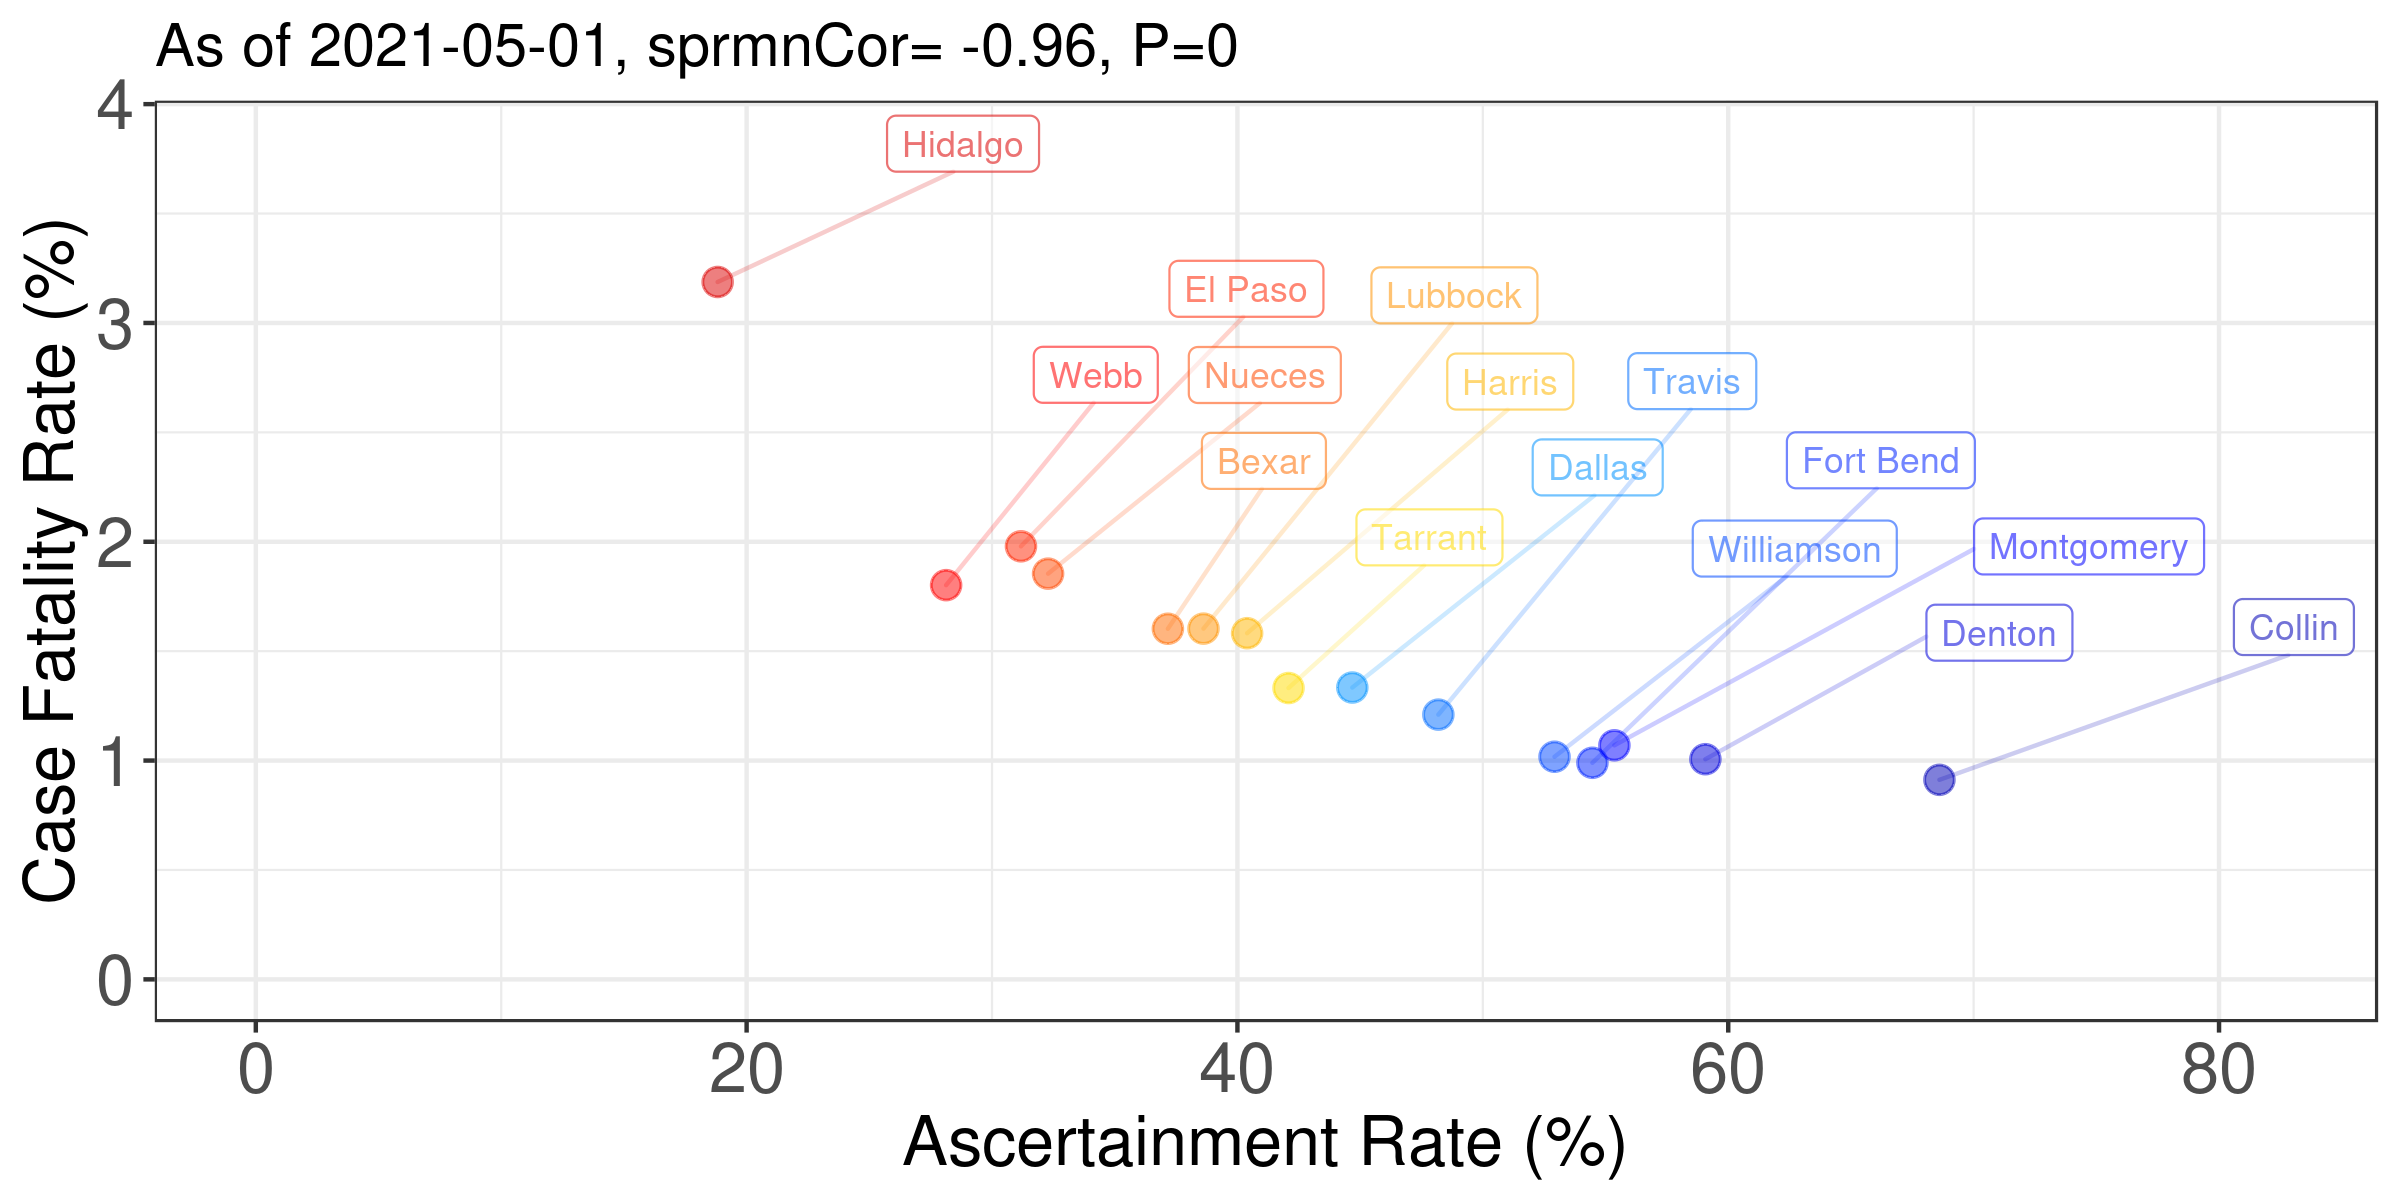 As of 2021-05-01, sprmnCor= -0.96, P=0
Case Fatality Rate (%)
4
3
2
1
0
Hidalgo
El Paso
Lubbock
Webb
Nueces
Harris
Travis
Bexar
Dallas
Fort Bend
Tarrant
Williamson
Montgomery
Denton
Collin
0 20 40 60 80
Ascertainment Rate (%)